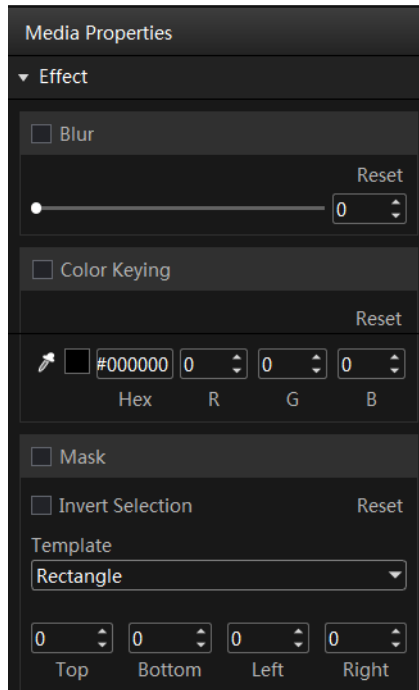 Media Properties
Effect
Blur
Reset
0
Color Keying
Reset
#000000 0 0 0
Hex R G B
Mask
Invert Selection Reset
Template
Rectangle
0 0 0 0
Top Bottom Left Right